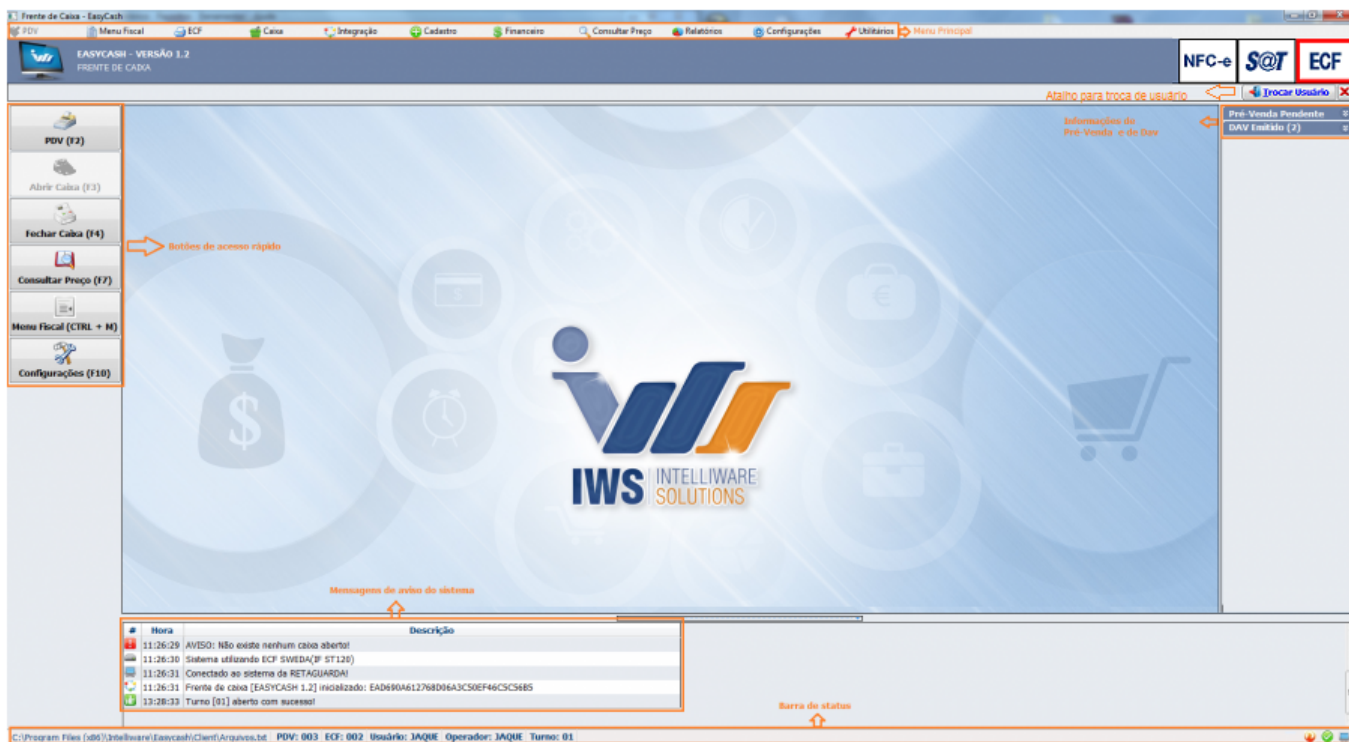 Frente de Caixa - EasyCash
PDV Menu Fiscal ECF Caixa Integração Cadastro Financeiro Consultar Preço Relatórios Configurações Utilitários Menu Principal
EASYCASH - VERSÃO 1.2
FRENTE DE CAIXA
NFC-e S@T ECF
Atalho para troca de usuário
Trocar Usuário
PDV (F2)
Abrir Caixa (F3)
Fechar Caixa (F4)
Consultar Preço (F7)
Menu Fiscal (CTRL + M)
Configurações (F10)
Botões de acesso rápido
Informações de
Pré-Venda e de Dav
Pré-Venda Pendente
DAV Emitido (2)
IWS INTELLIWARE
SOLUTIONS
Mensagens de aviso do sistema
# Hora Descrição
11:26:29 AVISO: Não existe nenhum caixa aberto!
11:26:30 Sistema utilizando ECF SWEDA(IF ST120)
11:26:31 Conectado ao sistema da RETAGUARDA!
11:26:31 Frente de caixa [EASYCASH 1.2] inicializado: EAD690A612768D06A3C50EF46C5C56B5
13:28:33 Turno [01] aberto com sucesso!
Barra de status
C:\Program Files (x86)\Intelliware\Easycash\Client\Arquivos.txt PDV: 003 ECF: 002 Usuário: JAQUE Operador: JAQUE Turno: 01